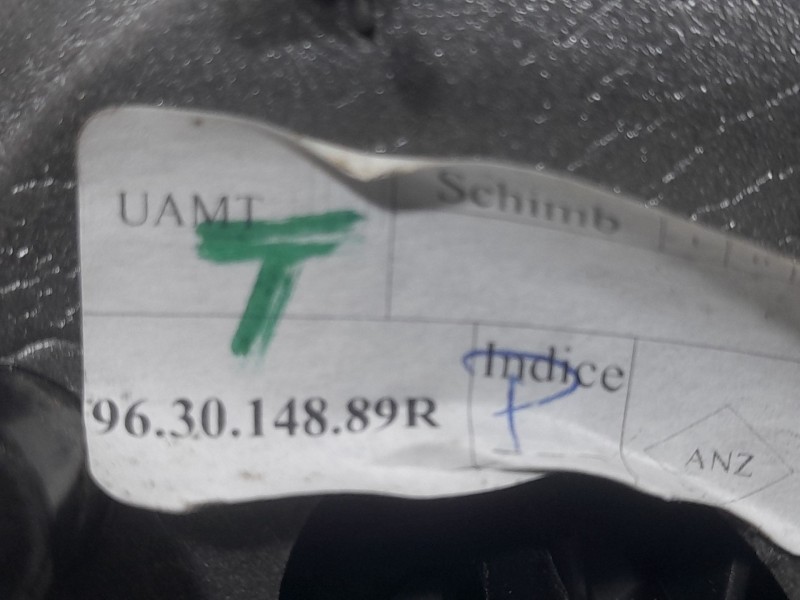 UAMT
Schimb
T
Indice
P
96.30.148.89R
ANZ